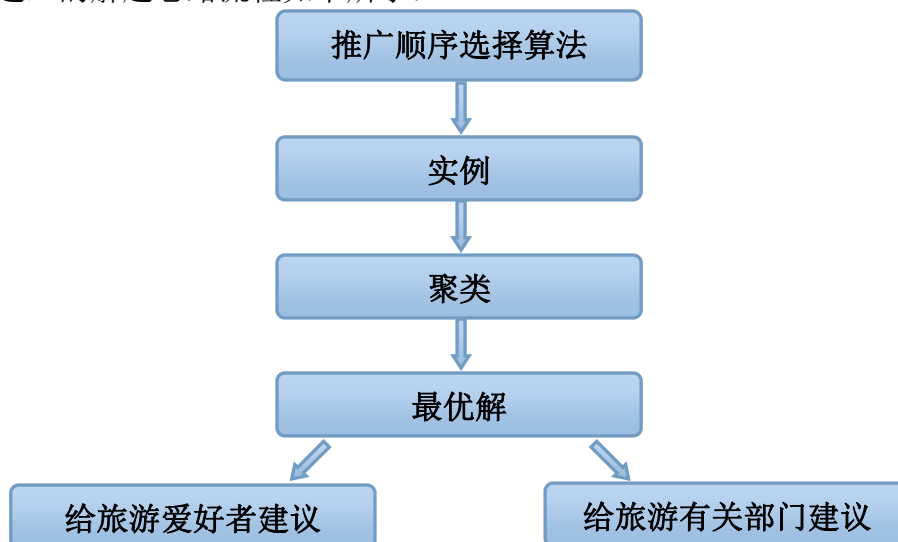 推广顺序选择算法
实例
聚类
最优解
给旅游爱好者建议
给旅游有关部门建议